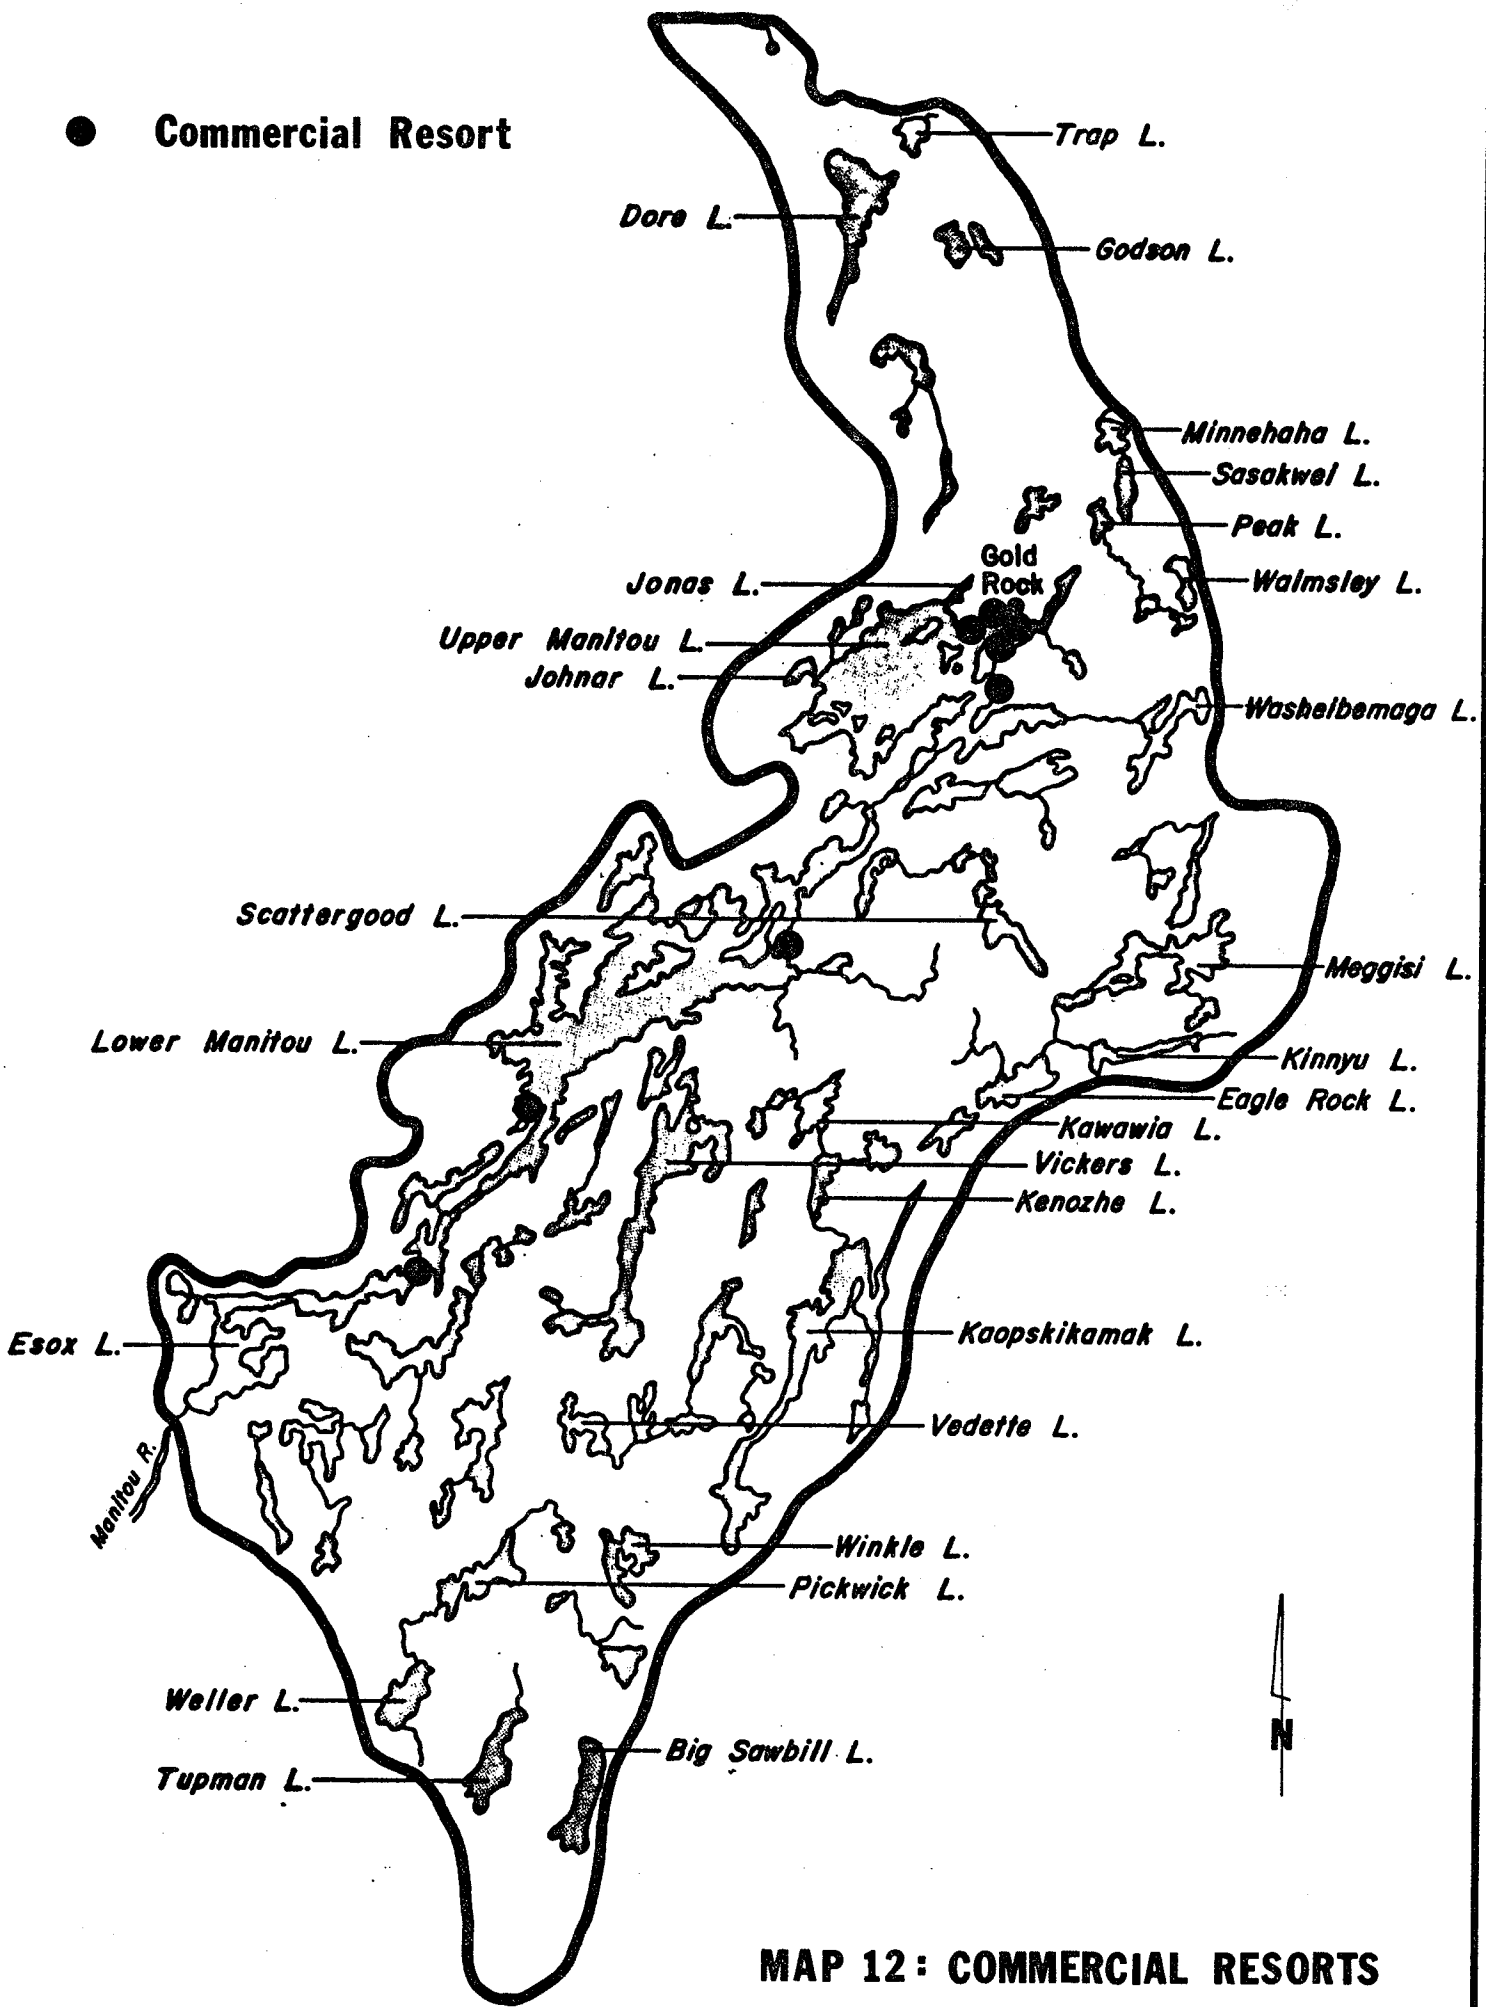 Commercial Resort
Trap L.
Dore L.
Godson L.
Minnehaha L.
Sasakwei L.
Peak L.
Gold
Rock
Jonas L.
Walmsley L.
Upper Manitou L.
Johnar L.
Washeibemaga L.
Scattergood L.
Meggisi L.
Lower Manitou L.
Kinnyu L.
Eagle Rock L.
Kawawia L.
Vickers L.
Kenozhe L.
Kaopskikamak L.
Esox L.
Vedette L.
Manitou R.
Winkle L.
Pickwick L.
Weller L.
Big Sawbill L.
Tupman L.
N
MAP 12: COMMERCIAL RESORTS